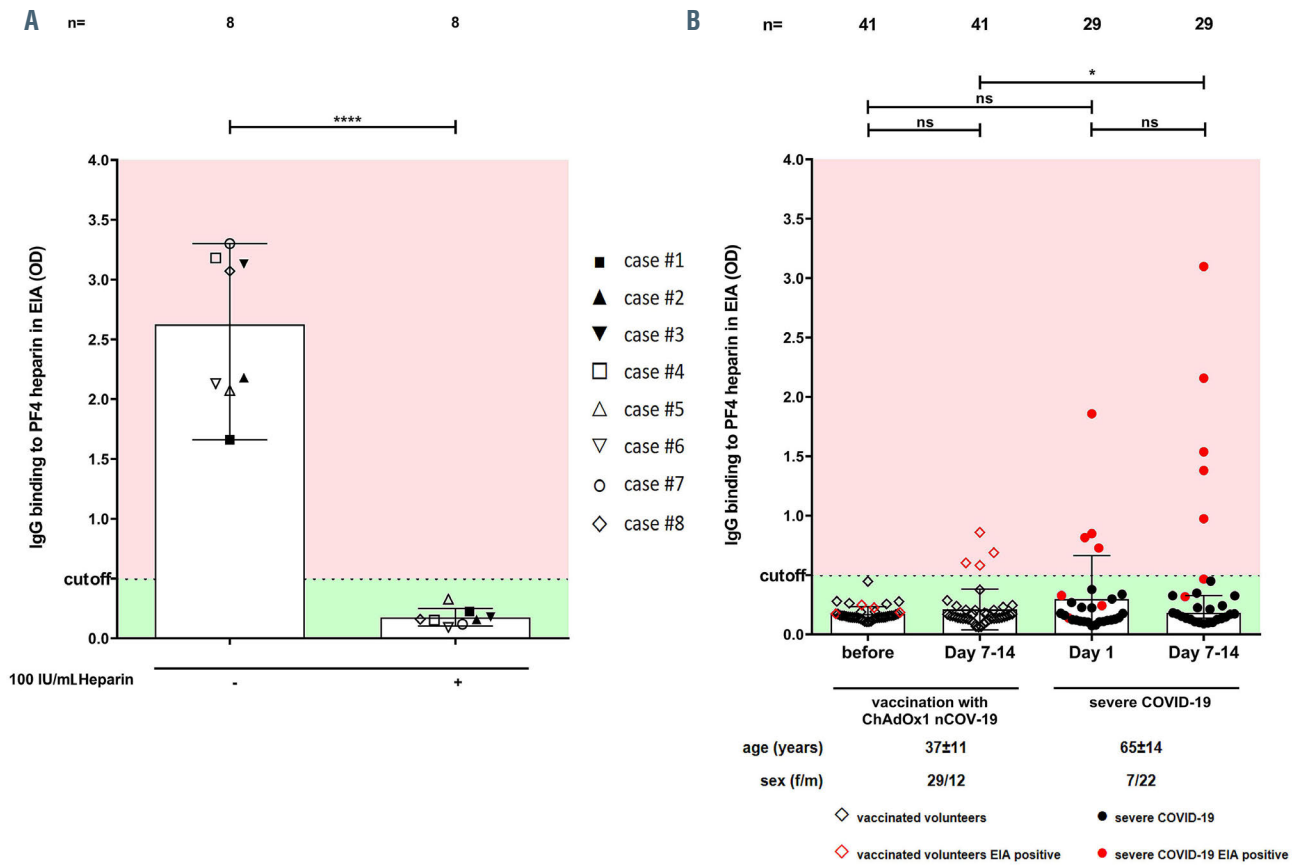 A
n= 8 8
****
IgG binding to PF4 heparin in EIA (OD)
4.0
3.5
3.0
2.5
2.0
1.5
1.0
cutoff
0.0
100 IU/mLHeparin - +
case #1
case #2
case #3
case #4
case #5
case #6
case #7
case #8
B
n= 41 41 29 29
*
ns
ns ns
IgG binding to PF4 heparin in EIA (OD)
4.0
3.5
3.0
2.5
2.0
1.5
1.0
cutoff
0.0
before Day 7-14 Day 1 Day 7-14
vaccination with
ChAdOx1 nCOV-19
severe COVID-19
age (years) 37±11 65±14
sex (f/m) 29/12 7/22
vaccinated volunteers severe COVID-19
vaccinated volunteers EIA positive severe COVID-19 EIA positive